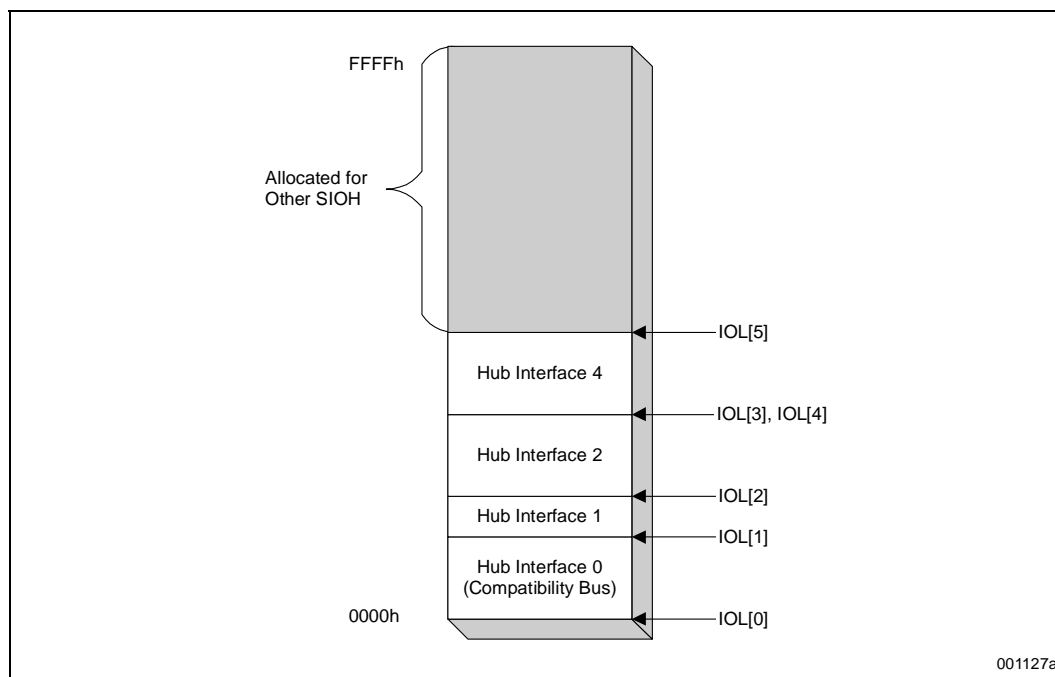 FFFFh
Allocated for
Other SIOH
IOL[5]
Hub Interface 4
IOL[3], IOL[4]
Hub Interface 2
IOL[2]
Hub Interface 1
IOL[1]
Hub Interface 0
(Compatibility Bus)
0000h
IOL[0]
001127a